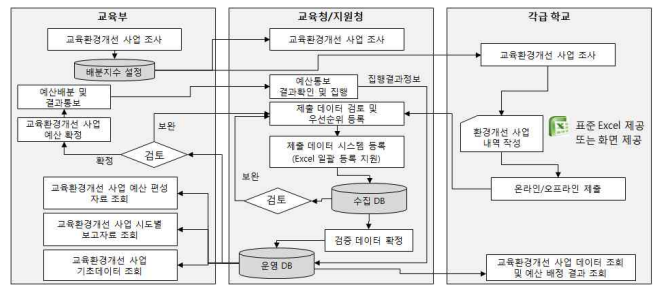 교육부
교육청/지원청
각급 학교
교육환경개선 사업 조사
배분지수 설정
예산배분 및
결과통보
교육환경개선 사업
예산 확정
보완
확정
검토
교육환경개선 사업 예산 편성
자료 조회
교육환경개선 사업 시도별
보고자료 조회
교육환경개선 사업
기초데이터 조회
교육환경개선 사업 조사
예산통보
결과확인 및 집행
집행결과정보
제출 데이터 검토 및
우선순위 등록
제출 데이터 시스템 등록
(Excel 일괄 등록 지원)
보완
검토
수집 DB
검증 데이터 확정
운영 DB
교육환경개선 사업 조사
환경개선 사업
내역 작성
표준 Excel 제공
또는 화면 제공
온라인/오프라인 제출
교육환경개선 사업 데이터 조회
및 예산 배정 결과 조회